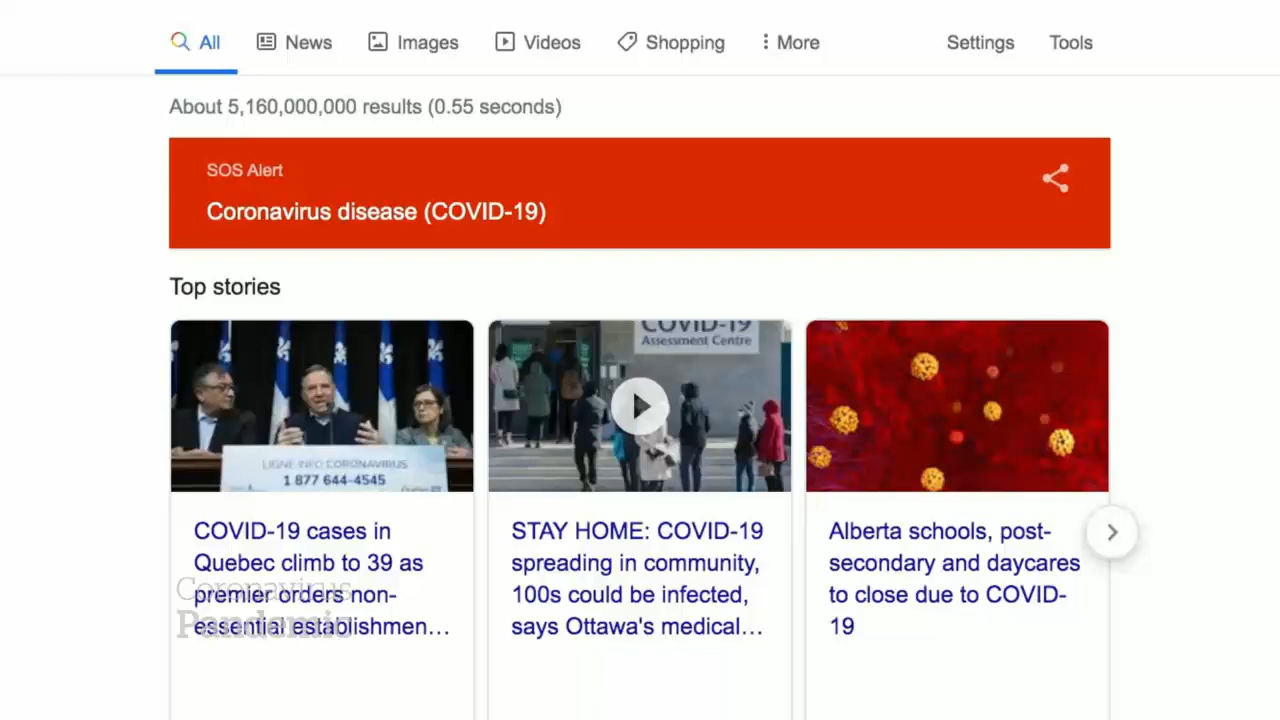 All
News
Images
Videos
Shopping
More
Settings
Tools
About 5,160,000,000 results (0.55 seconds)
SOS Alert
Coronavirus disease (COVID-19)
Top stories
LIGNE INFO CORONAVIRUS
1 877 644-4545
COVID-19
Assessment Centre
COVID-19 cases in
Quebec climb to 39 as
premier orders non-
essential establishmen...
STAY HOME: COVID-19
spreading in community,
100s could be infected,
says Ottawa's medical...
Alberta schools, post-
secondary and daycares
to close due to COVID-
19
Coronavirus
Pandemic